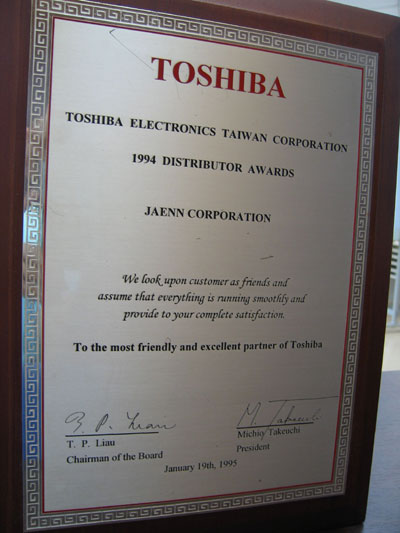 TOSHIBA
TOSHIBA ELECTRONICS TAIWAN CORPORATION
1994 DISTRIBUTOR AWARDS
JAENN CORPORATION
We look upon customer as friends and
assume that everything is running smoothly and
provide to your complete satisfaction.
To the most friendly and excellent partner of Toshiba
T. P. Liau
Michiy Takeuchi
Chairman of the Board
President
January 19th, 1995